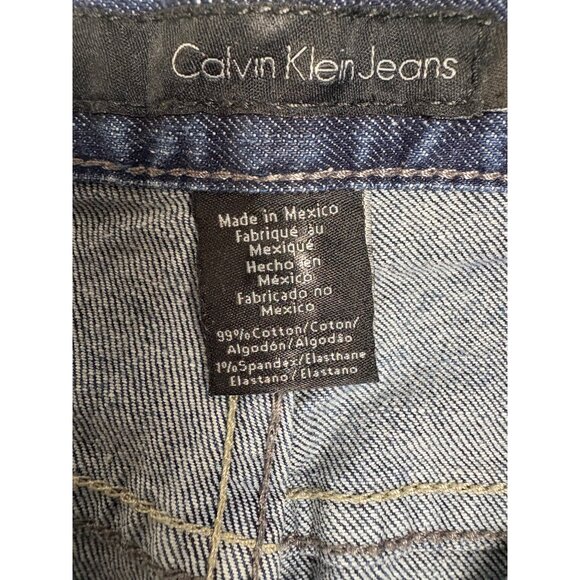 Calvin Klein Jeans
Made in Mexico
Fabriqué au
Mexique
Hecho en
México
Fabricado no
Mexico
99% Cotton/Coton/
Algodón/Algodão
1% Spandex/Elasthane
Elastano/Elastano